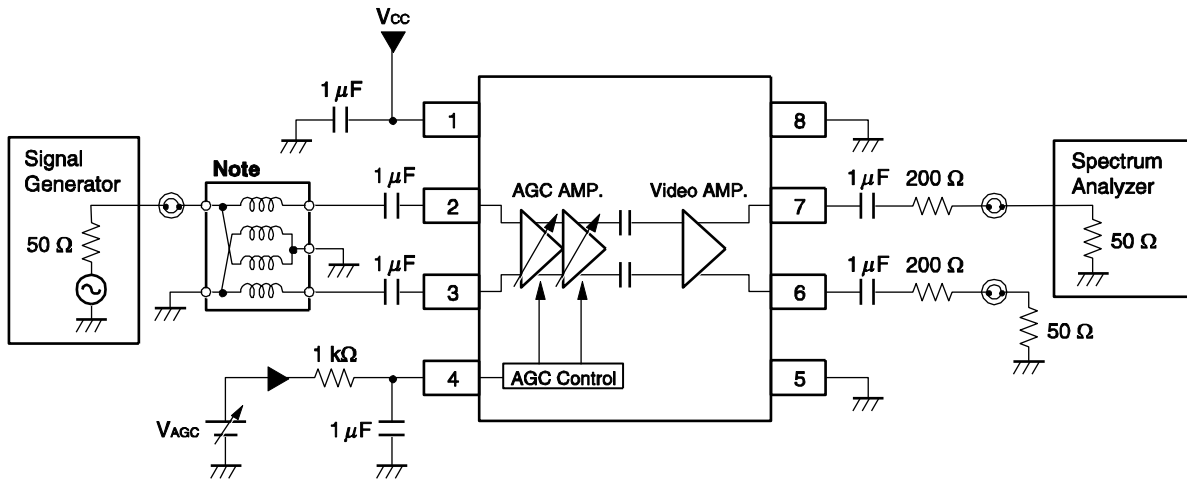 VCC
1 μF
1
8
Signal
Generator
50 Ω
Note
1 μF
2
AGC AMP.
Video AMP.
7
1 μF
200 Ω
Spectrum
Analyzer
50 Ω
1 μF
3
6
1 μF
200 Ω
50 Ω
1 kΩ
4
AGC Control
5
VAGC
1 μF